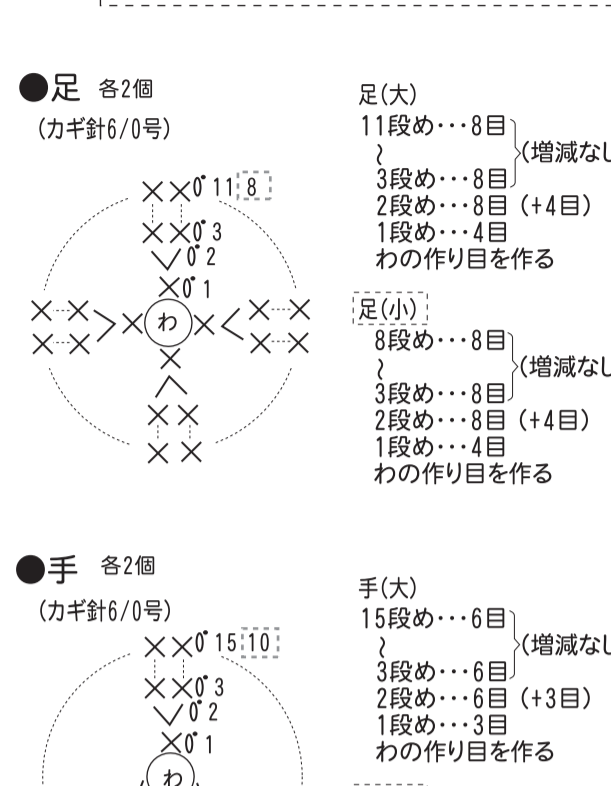 ●足 各2個
(カギ針6/0号)
11 8
3
2
1
わ
足(大)
11段め･･･8目
〜 (増減なし
3段め･･･8目
2段め･･･8目 (+4目)
1段め･･･4目
わの作り目を作る
足(小)
8段め･･･8目
〜 (増減なし
3段め･･･8目
2段め･･･8目 (+4目)
1段め･･･4目
わの作り目を作る
●手 各2個
(カギ針6/0号)
15 10
3
2
1
わ
手(大)
15段め･･･6目
〜 (増減なし
3段め･･･6目
2段め･･･6目 (+3目)
1段め･･･3目
わの作り目を作る